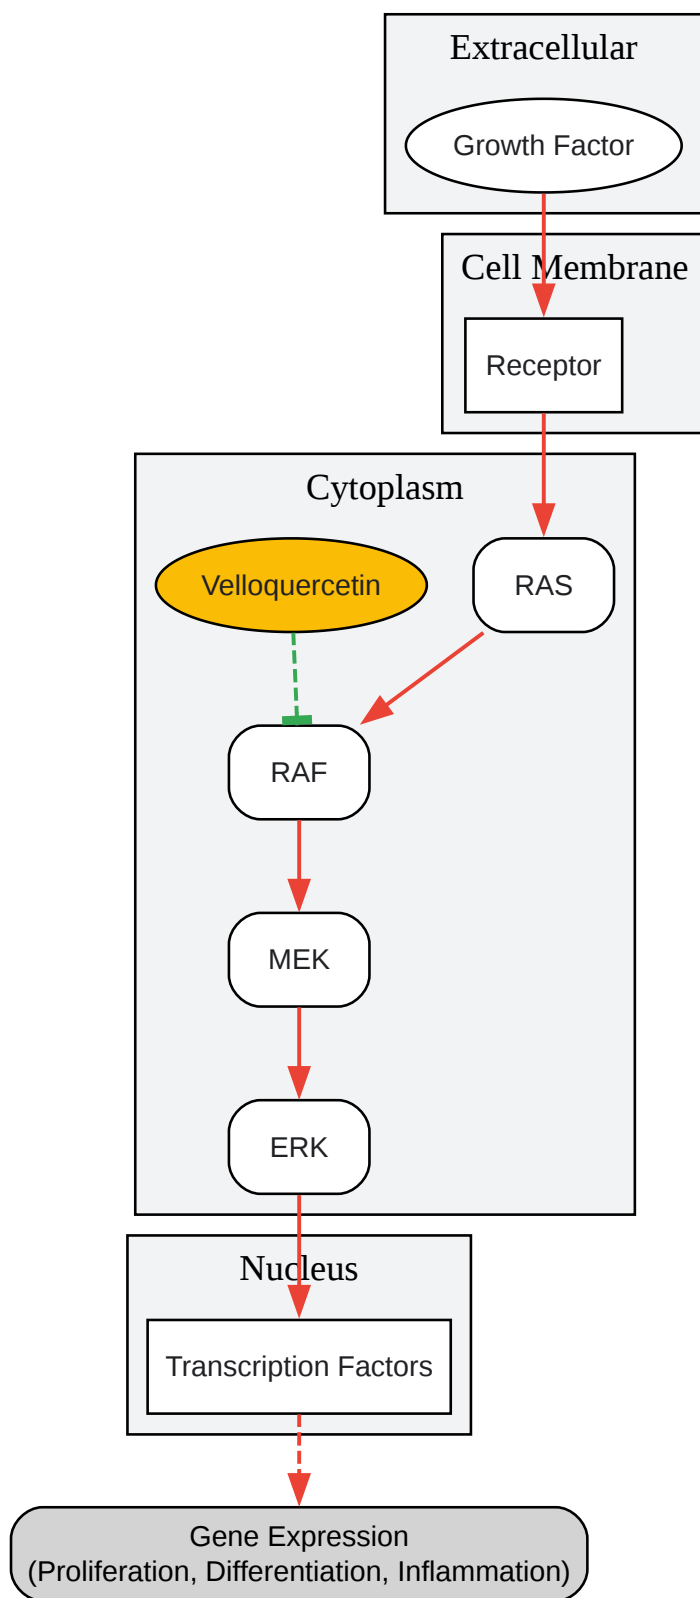 Extracellular
Growth Factor
Cell Membrane
Receptor
Cytoplasm
Velloquercetin
RAS
RAF
MEK
ERK
Nucleus
Transcription Factors
Gene Expression
(Proliferation, Differentiation, Inflammation)